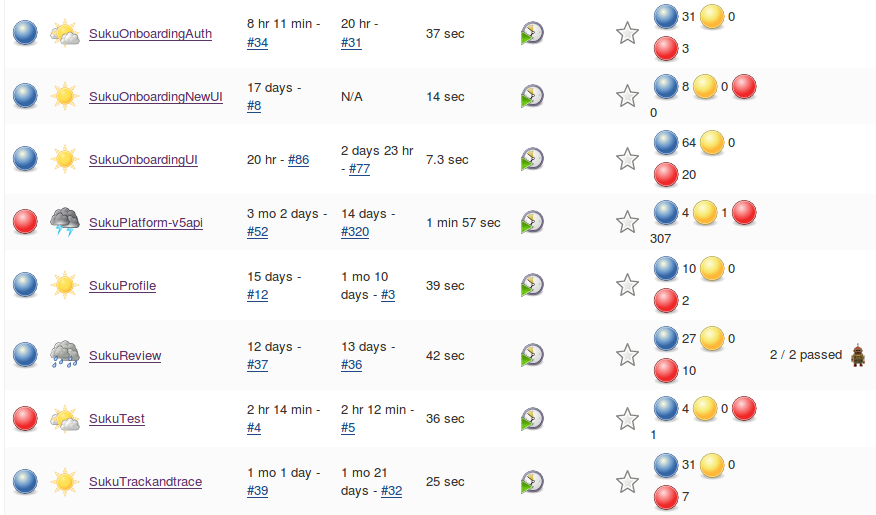 SukuOnboardingAuth 8 hr 11 min - #34 20 hr - #31 37 sec 31 0 3
SukuOnboardingNewUI 17 days - #8 N/A 14 sec 8 0 0
SukuOnboardingUI 20 hr - #86 2 days 23 hr - #77 7.3 sec 64 0 20
SukuPlatform-v5api 3 mo 2 days - #52 14 days - #320 1 min 57 sec 4 1 307
SukuProfile 15 days - #12 1 mo 10 days - #3 39 sec 10 0 2
SukuReview 12 days - #37 13 days - #36 42 sec 27 0 10 2 / 2 passed
SukuTest 2 hr 14 min - #4 2 hr 12 min - #5 36 sec 4 0 1
SukuTrackandtrace 1 mo 1 day - #39 1 mo 21 days - #32 25 sec 31 0 7